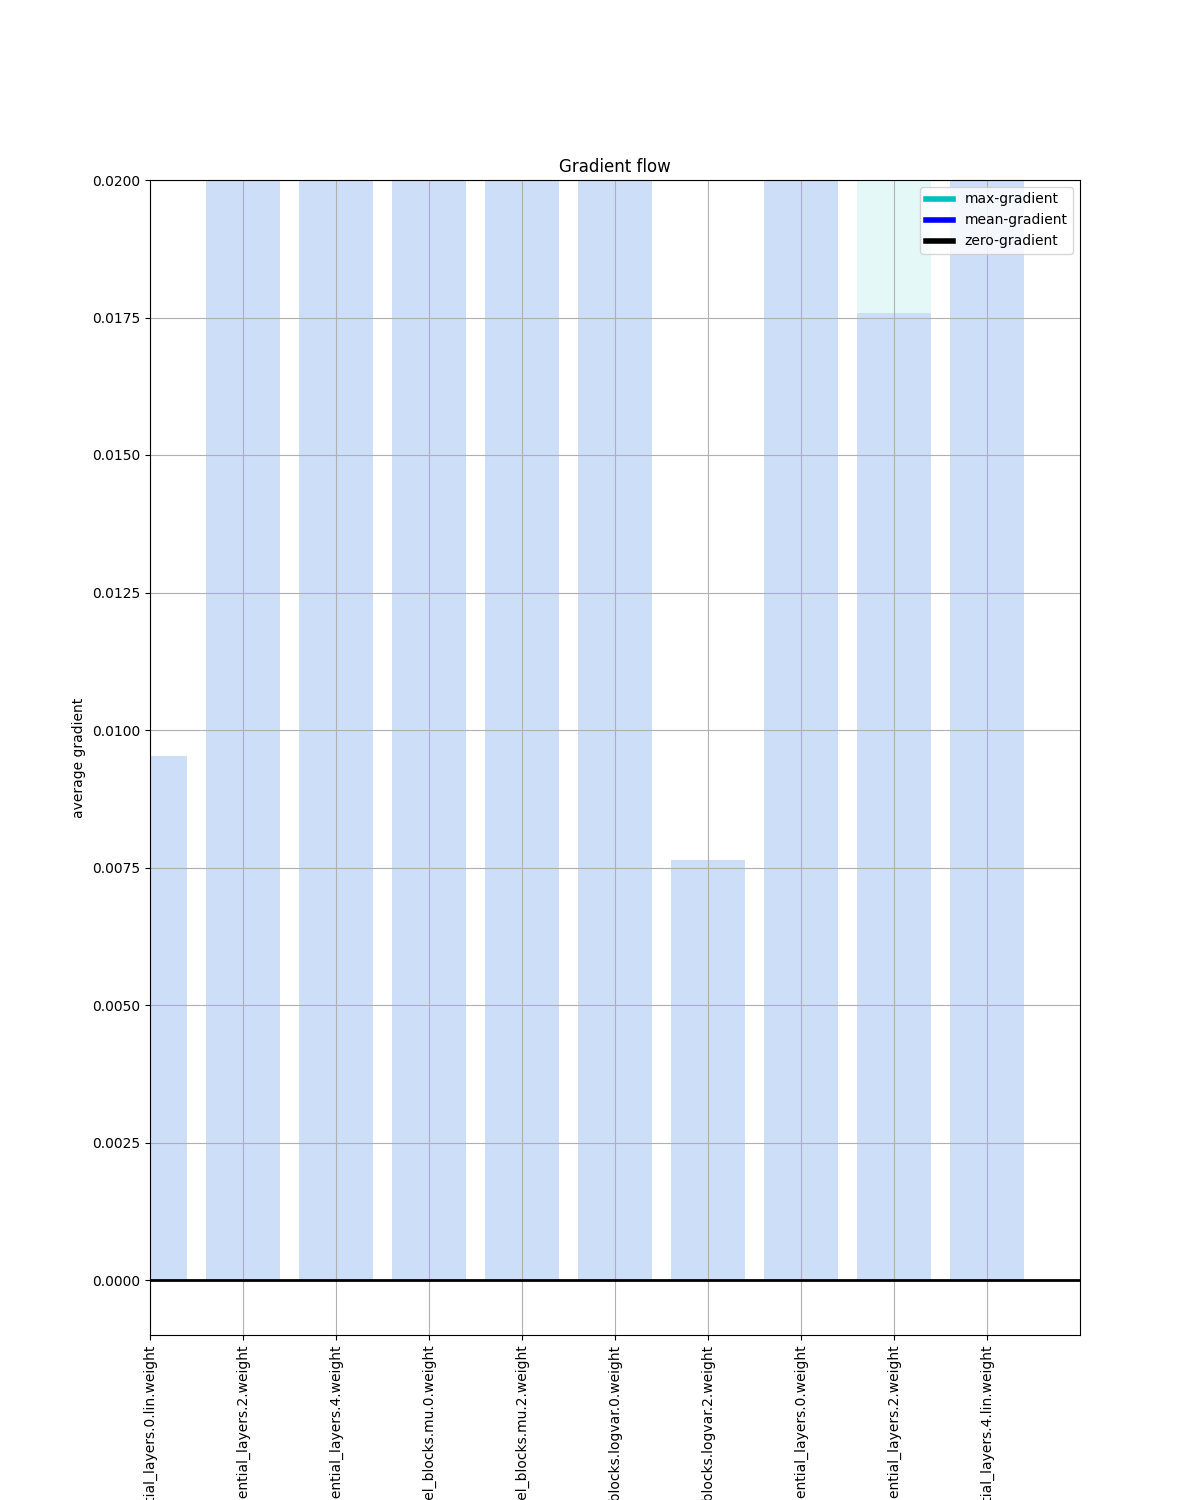 Gradient flow
max-gradient
mean-gradient
zero-gradient
0.0200
0.0175
0.0150
0.0125
0.0100
0.0075
0.0050
0.0025
0.0000
average gradient
tial_layers.0.lin.weight
ential_layers.2.weight
ential_layers.4.weight
el_blocks.mu.0.weight
el_blocks.mu.2.weight
blocks.logvar.0.weight
blocks.logvar.2.weight
ential_layers.0.weight
ential_layers.2.weight
tial_layers.4.lin.weight